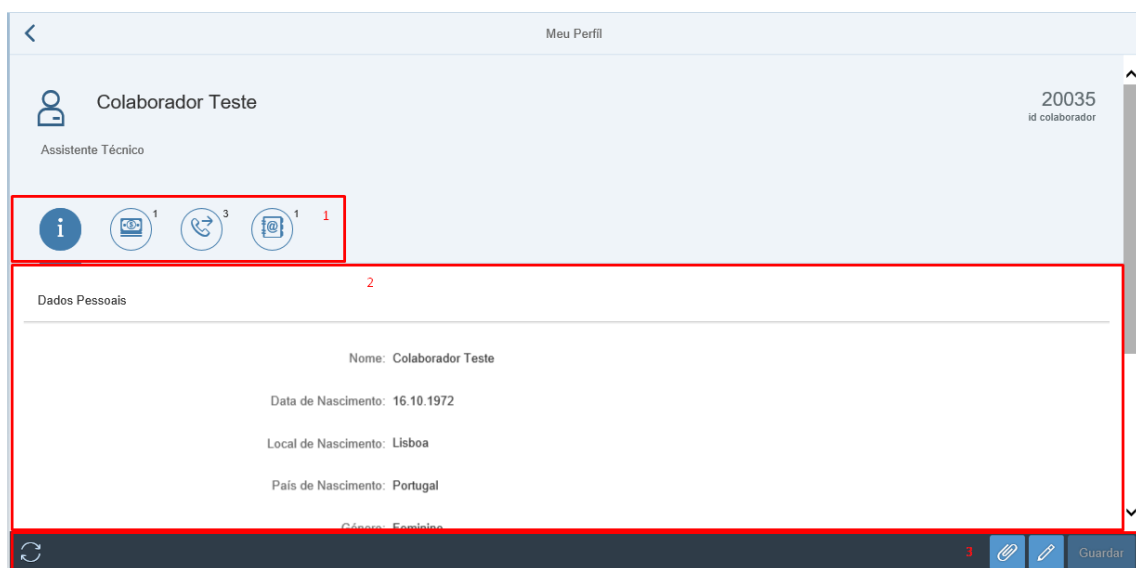 Meu Perfil
Colaborador Teste
20035
id colaborador
Assistente Técnico
1 3 1 1
2
Dados Pessoais
Nome: Colaborador Teste
Data de Nascimento: 16.10.1972
Local de Nascimento: Lisboa
País de Nascimento: Portugal
Género: Feminino
3 Guardar